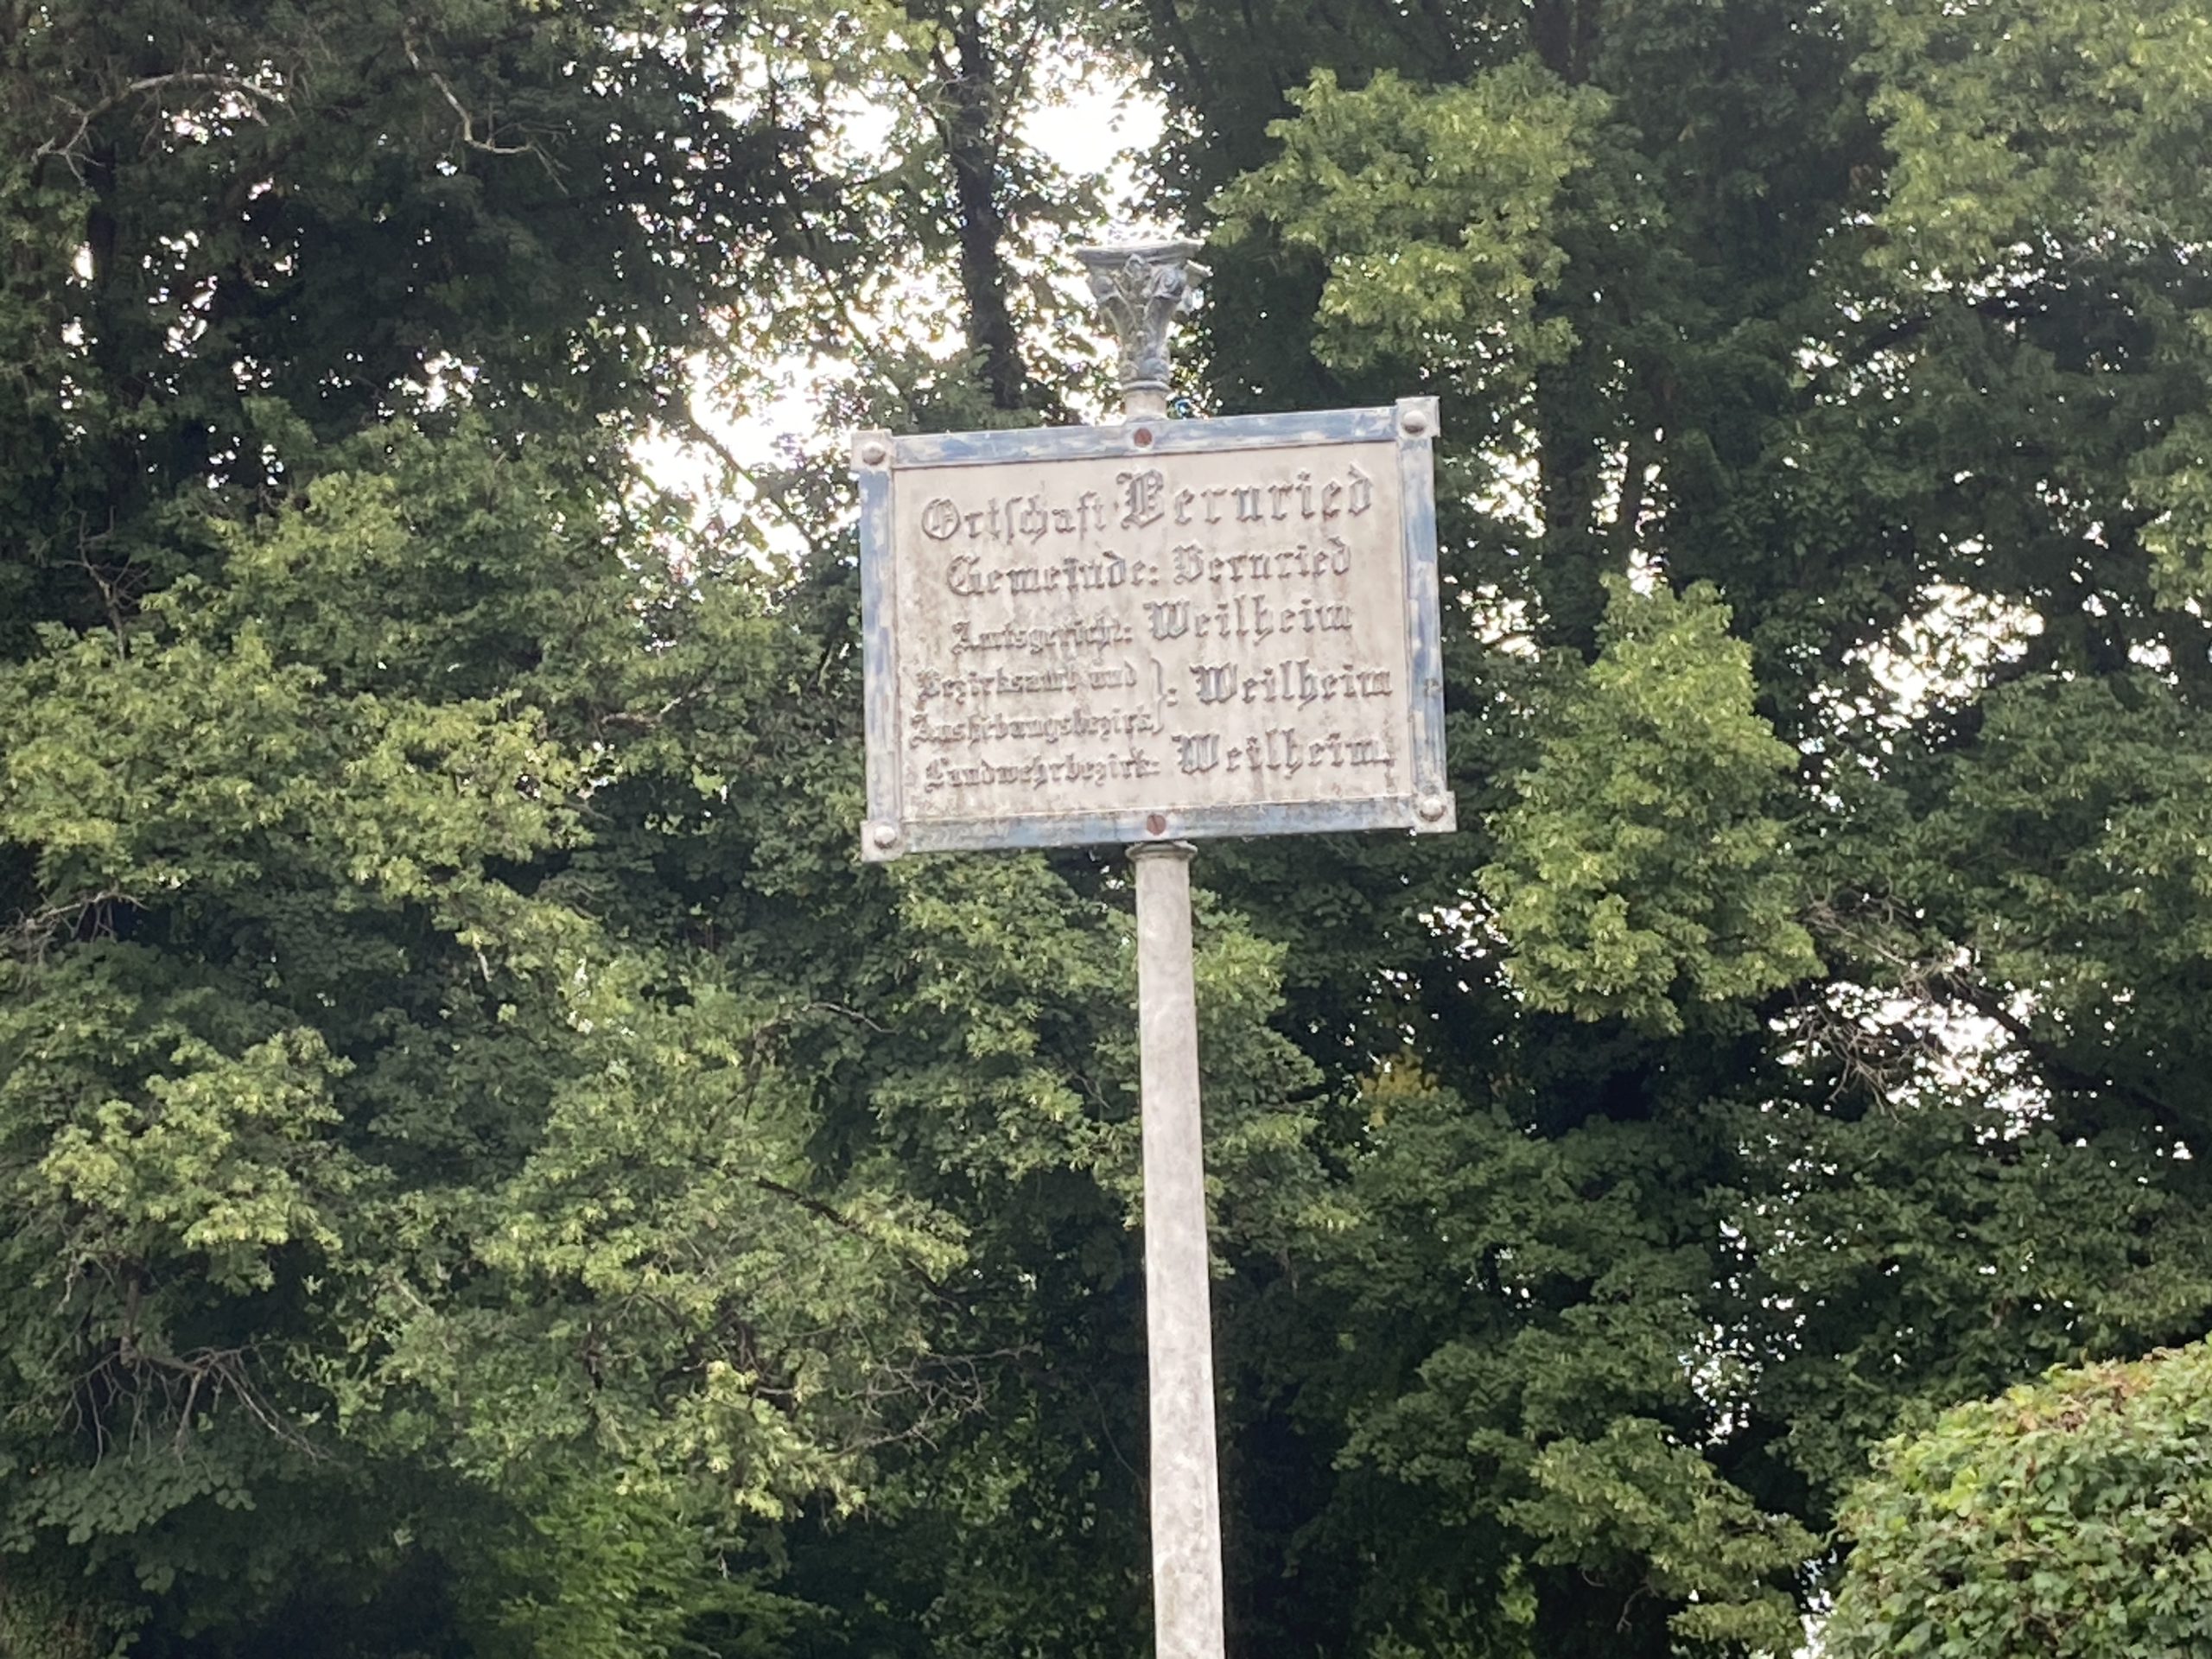 Ortschaft Bernried
Gemeinde: Bernried
Amtsgericht: Weilheim
Bezirksamt und
Aushebungsbezirk } : Weilheim
Landwehrbezirk: Weilheim.